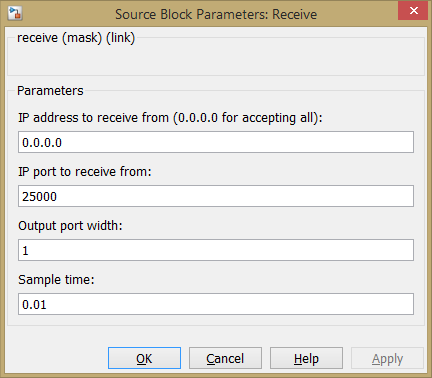 Source Block Parameters: Receive
receive (mask) (link)
Parameters
IP address to receive from (0.0.0.0 for accepting all):
0.0.0.0
IP port to receive from:
25000
Output port width:
1
Sample time:
0.01
OK Cancel Help Apply